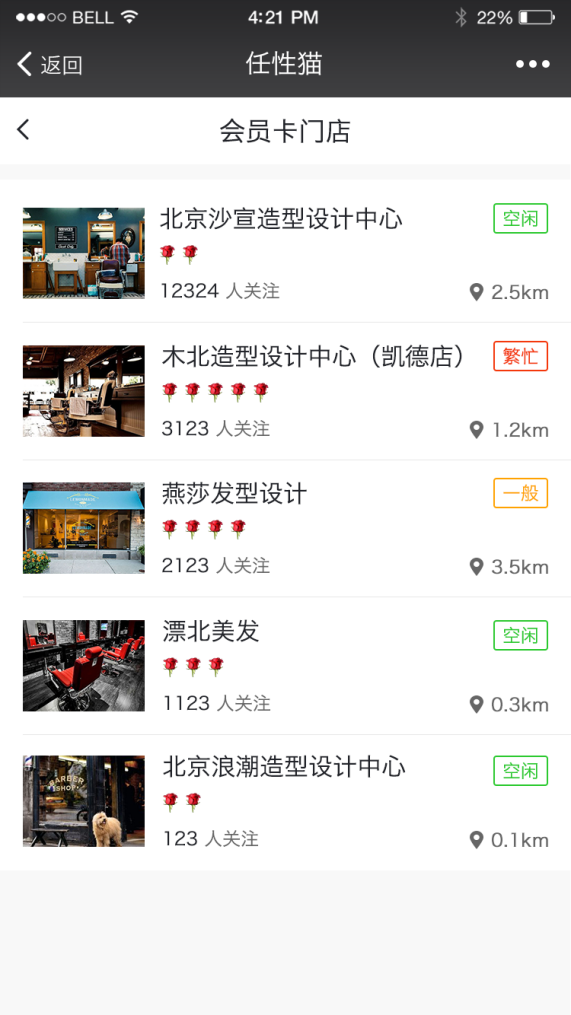 BELL 4:21 PM 22%
返回 任性猫
会员卡门店
北京沙宣造型设计中心 空闲
12324 人关注 2.5km
木北造型设计中心（凯德店） 繁忙
3123 人关注 1.2km
燕莎发型设计 一般
2123 人关注 3.5km
漂北美发 空闲
1123 人关注 0.3km
BARBER
SHOP
北京浪潮造型设计中心 空闲
123 人关注 0.1km